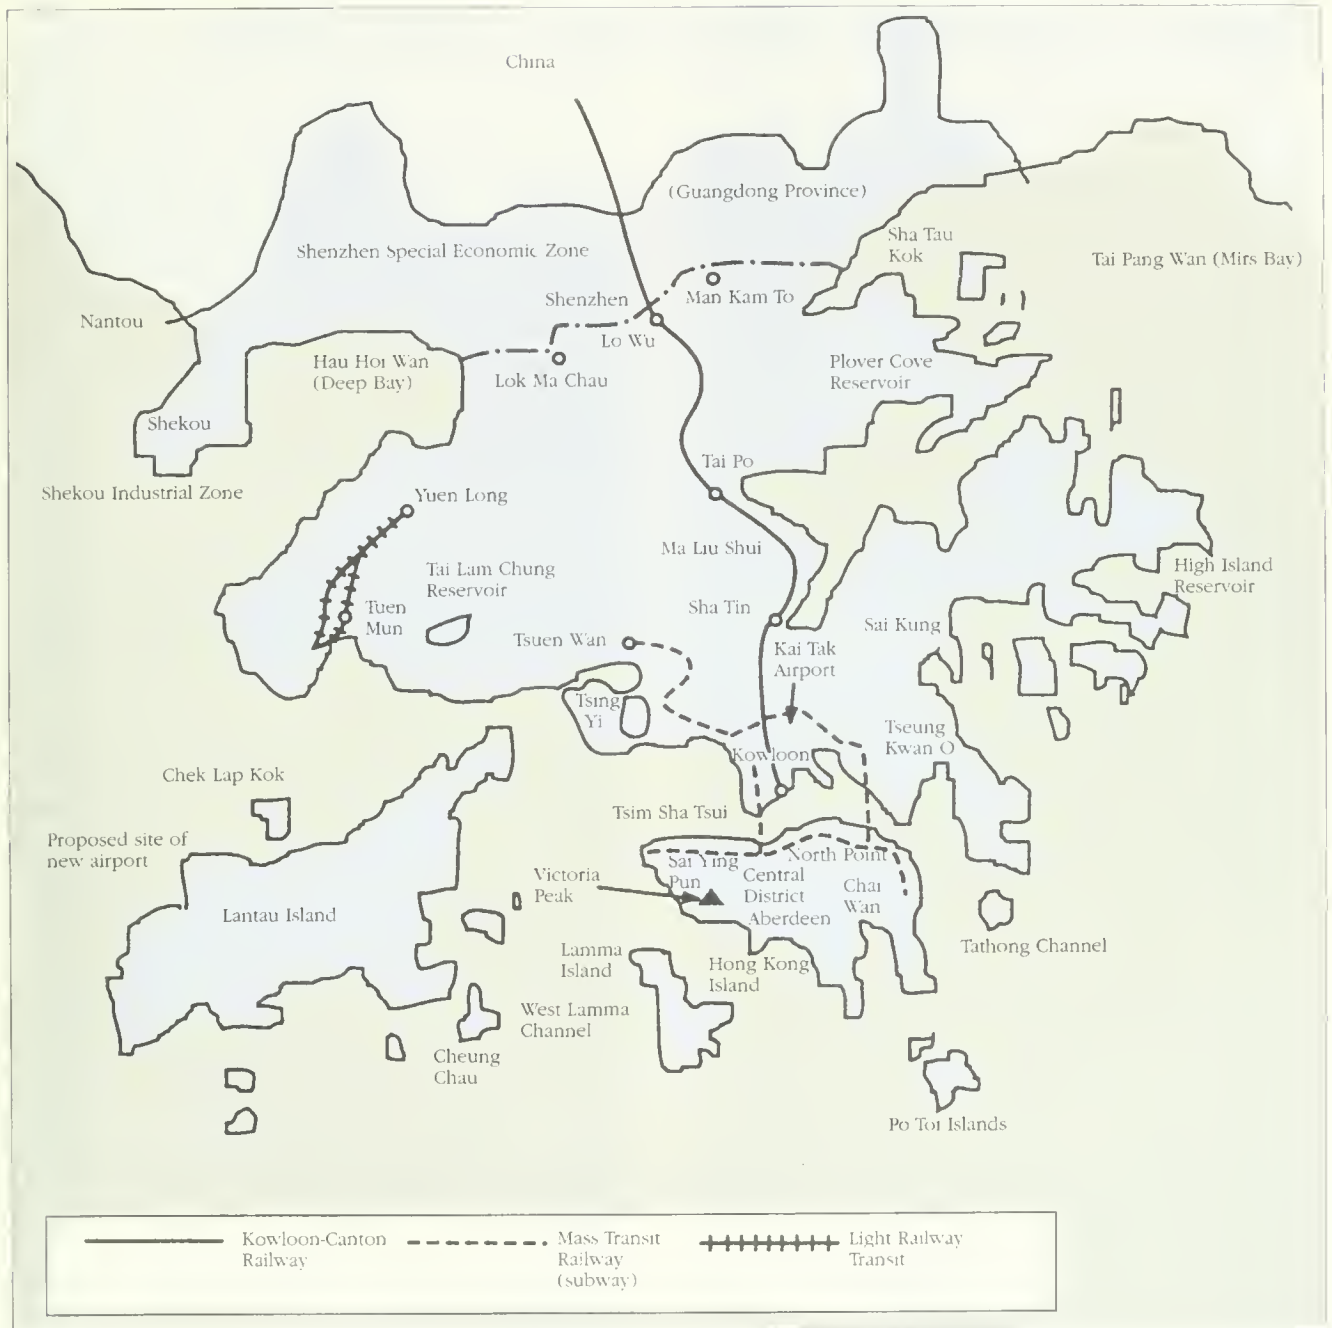 China
(Guangdong Province)
Sha Tau
Kok
Shenzhen Special Economic Zone
Tai Pang Wan (Mirs Bay)
Shenzhen
Man Kam To
Nantou
Lo Wu
Hau Hoi Wan
(Deep Bay)
Lok Ma Chau
Plover Cove
Reservoir
Shekou
Tai Po
Shekou Industrial Zone
Yuen Long
Ma Liu Shui
Tai Lam Chung
Reservoir
High Island
Reservoir
Tuen
Mun
Sha Tin
Sai Kung
Tsuen Wan
Kai Tak
Airport
Tsing
Yi
Tseung
Kwan O
Kowloon
Chek Lap Kok
Tsim Sha Tsui
Proposed site of
new airport
Sai Ying
Pun
North Point
Victoria
Peak
Central
District
Chai
Wan
Lantau Island
Aberdeen
Tathong Channel
Lamma
Island
Hong Kong
Island
West Lamma
Channel
Cheung
Chau
Po Toi Islands
Kowloon-Canton
Railway
Mass Transit
Railway
(subway)
Light Railway
Transit